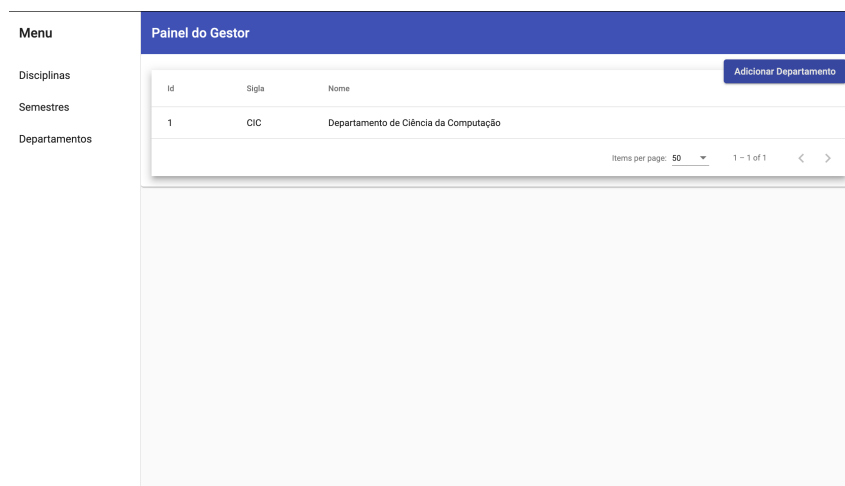 Menu
Painel do Gestor
Disciplinas
Semestres
Departamentos
Adicionar Departamento
Id Sigla Nome
1 CIC Departamento de Ciência da Computação
Items per page: 50 1 – 1 of 1